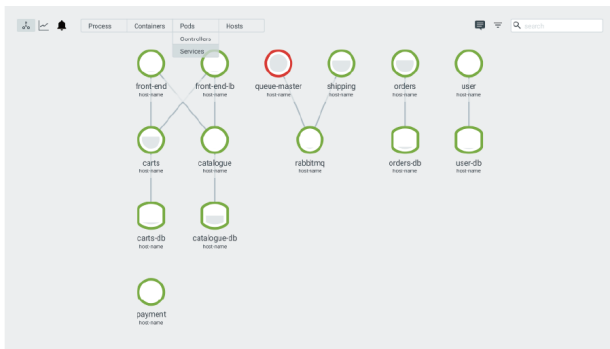 Process Containers Pods Hosts
search
Controllers
Services
front-end front-end-lb queue-master shipping orders user
host-name host-name host-name host-name host-name host-name
carts catalogue rabbitmq orders-db user-db
host-name host-name host-name host-name host-name
carts-db catalogue-db
host-name host-name
payment
host-name